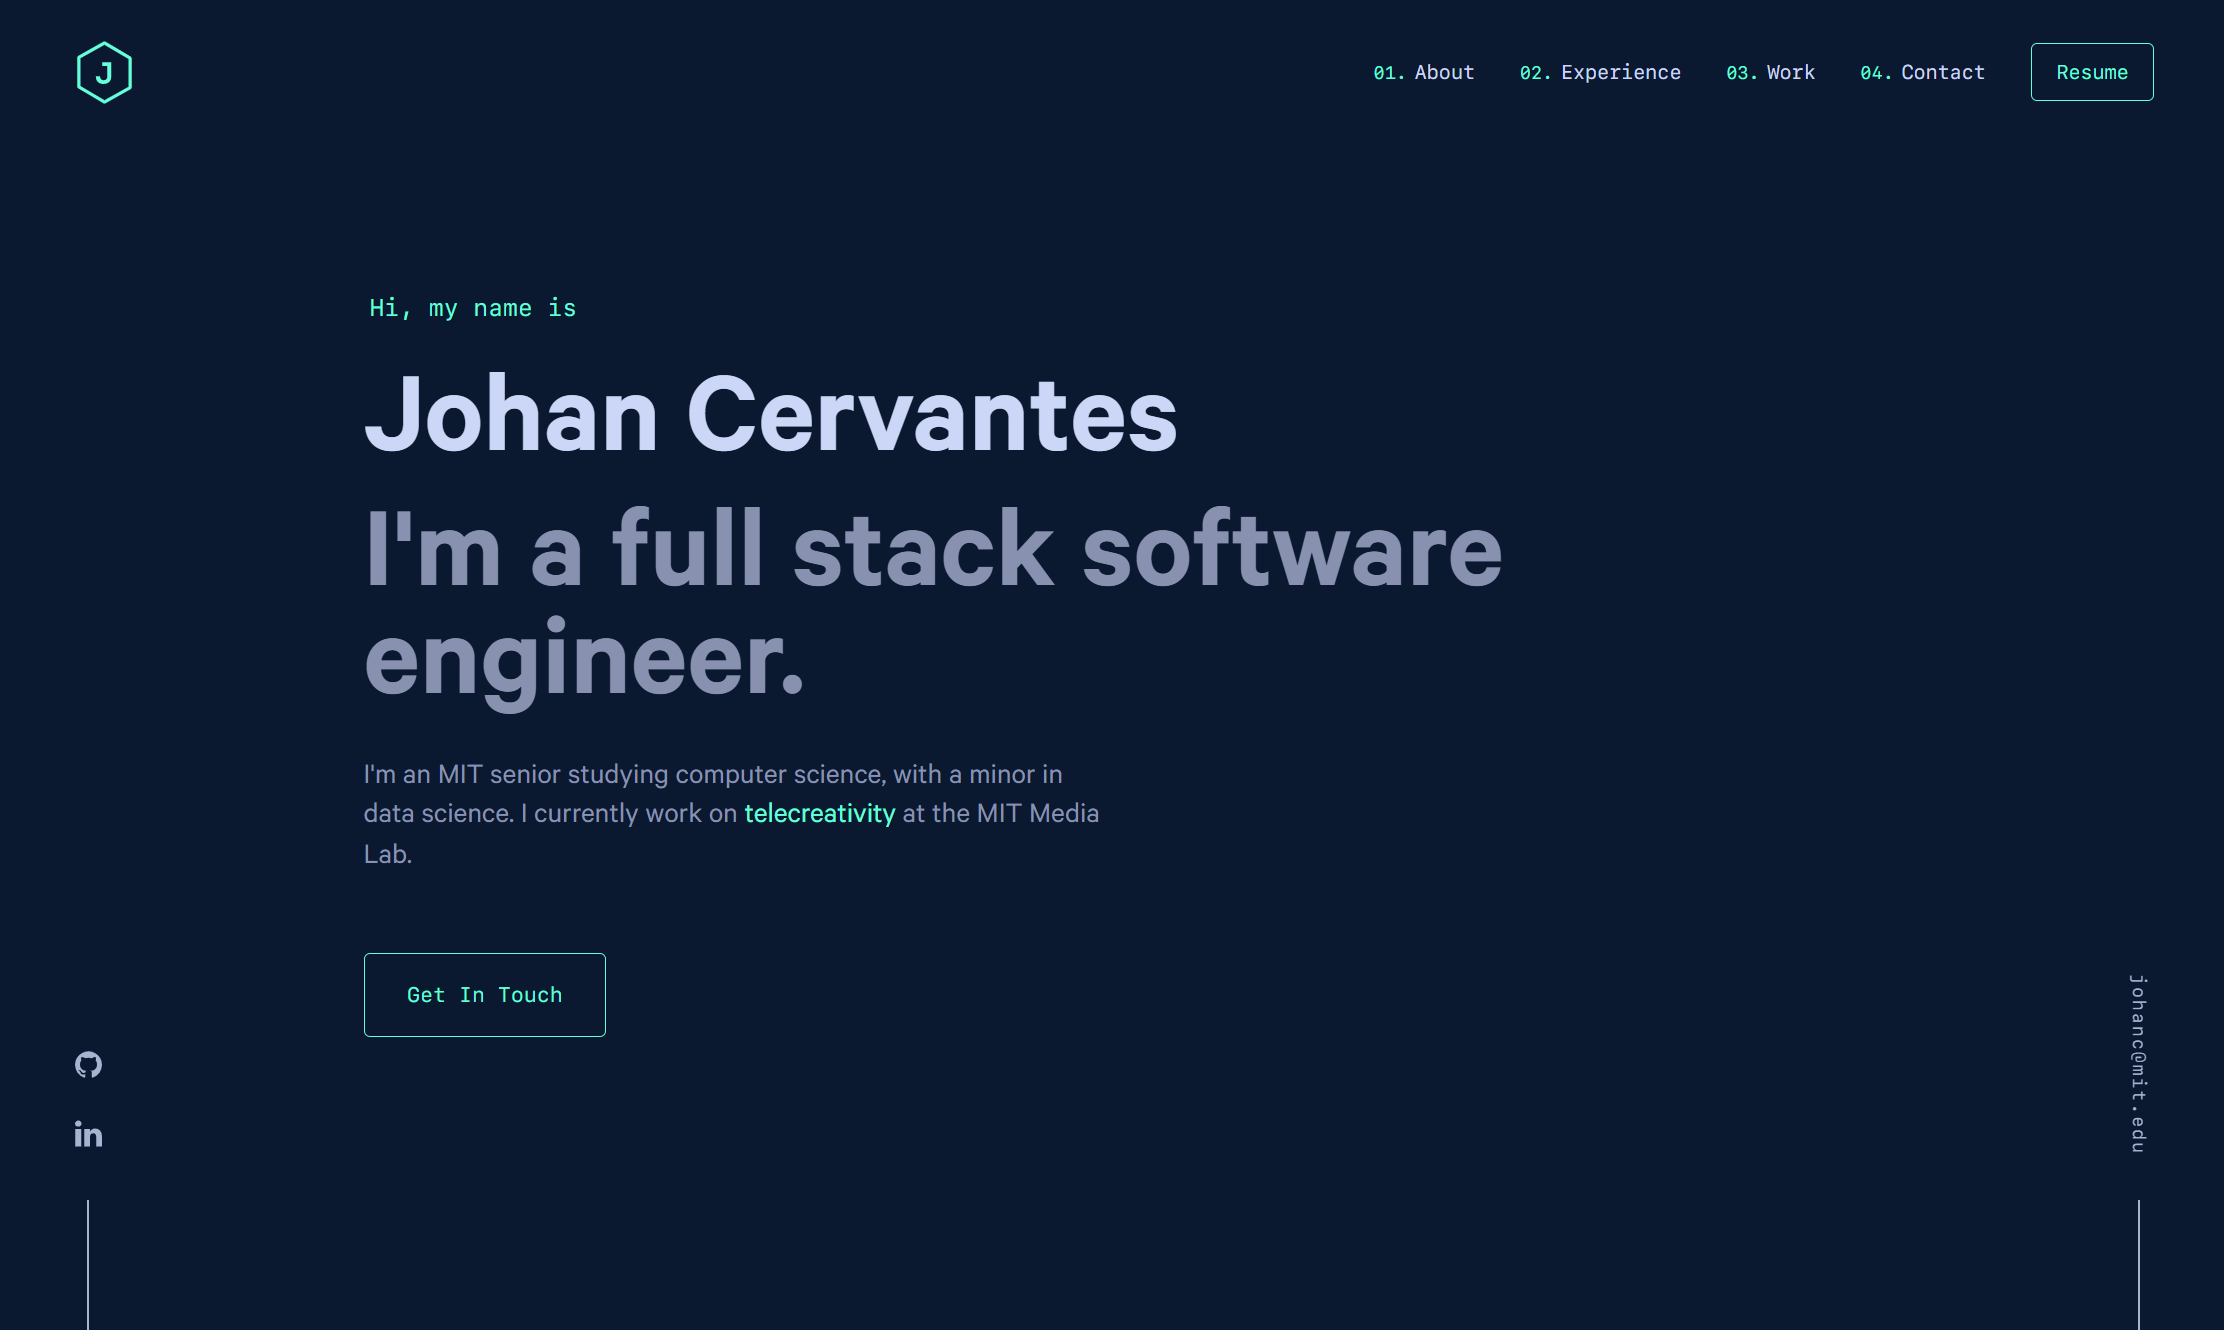 J
01. About 02. Experience 03. Work 04. Contact Resume
Hi, my name is
Johan Cervantes
I'm a full stack software
engineer.
I'm an MIT senior studying computer science, with a minor in
data science. I currently work on telecreativity at the MIT Media
Lab.
Get In Touch
in
johanc@mit.edu